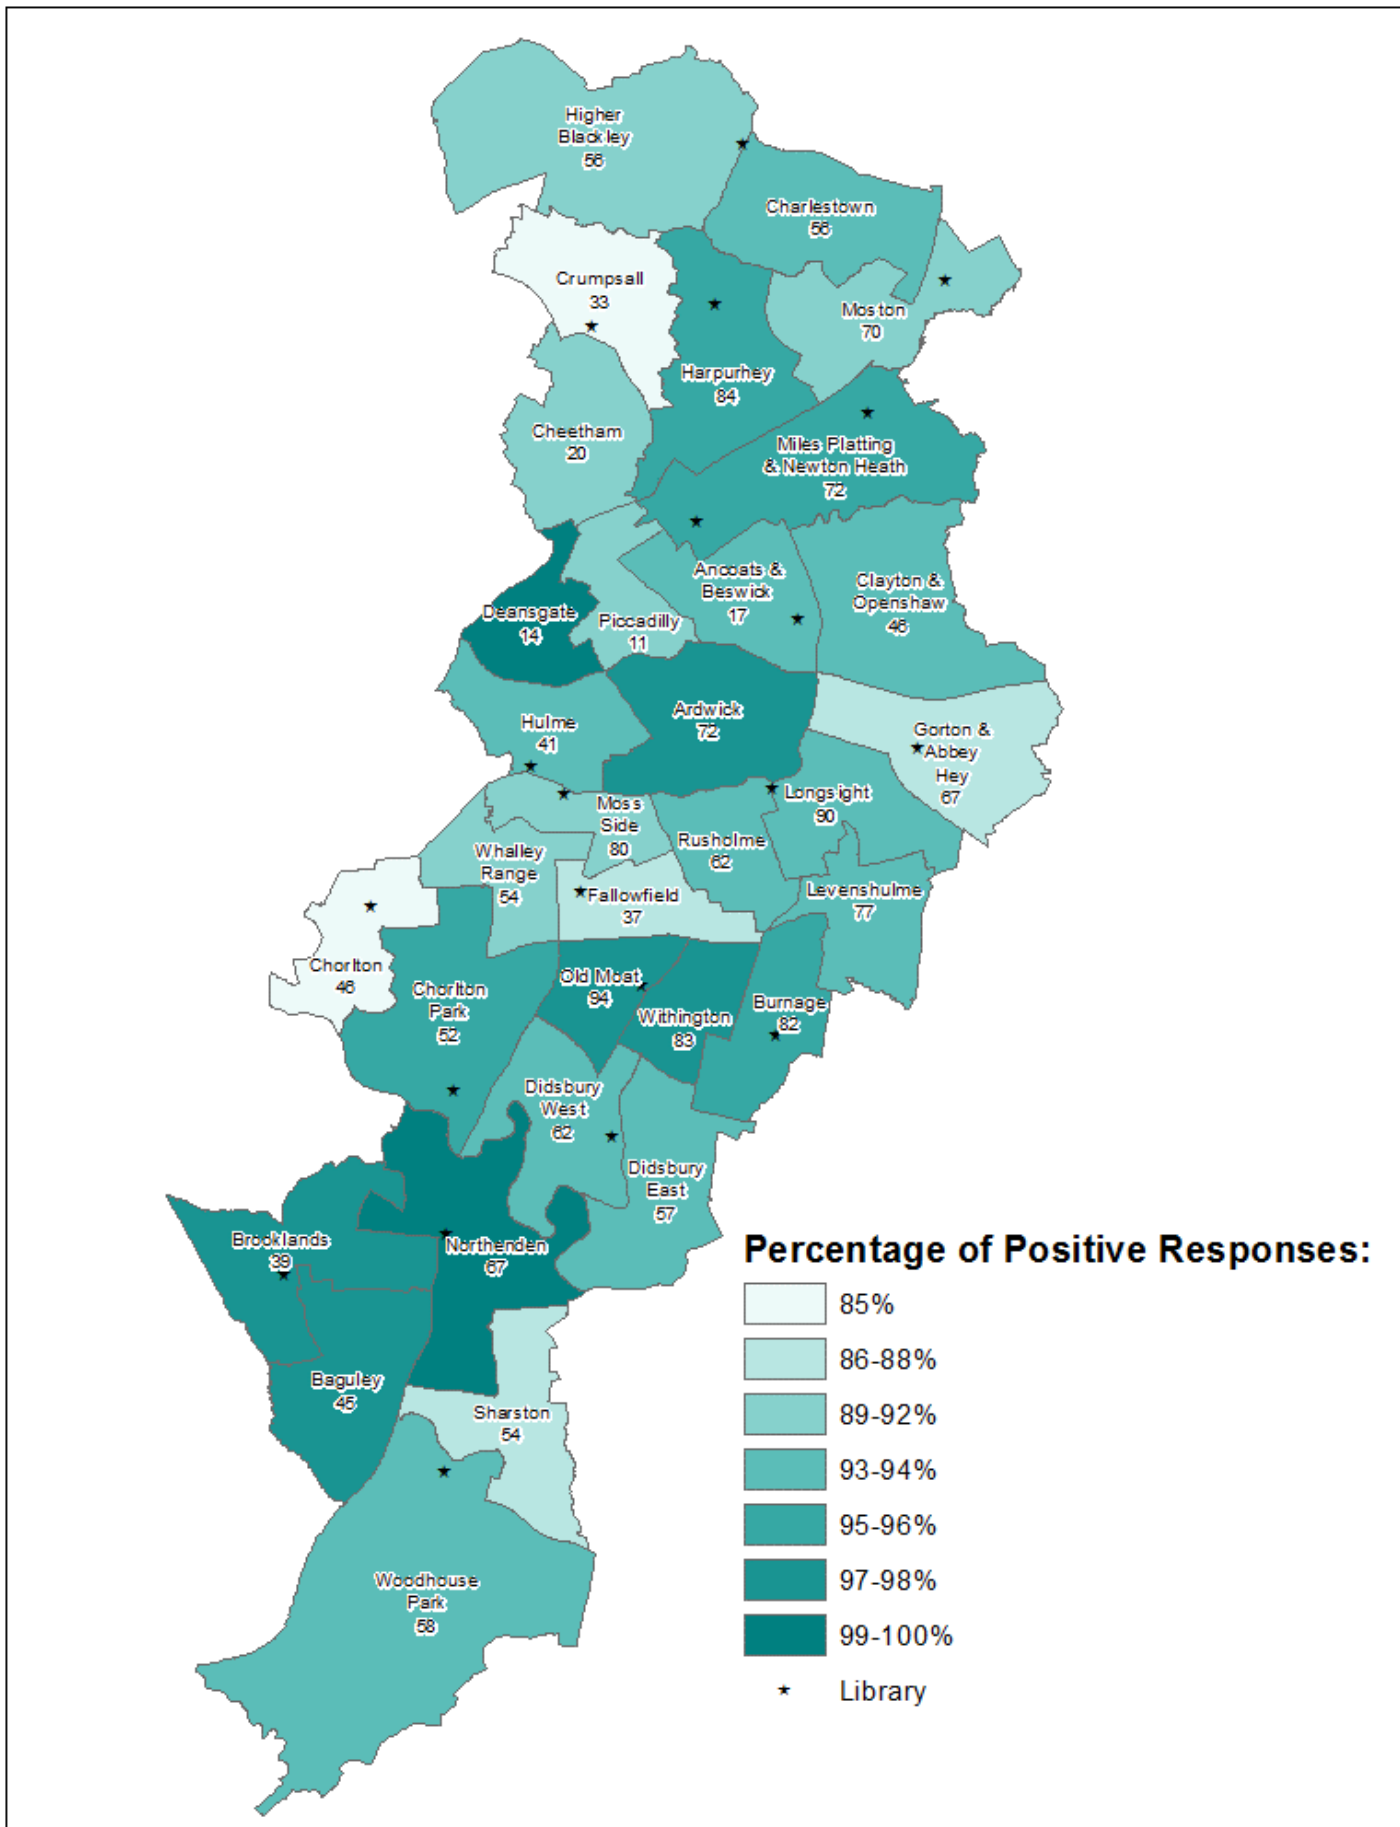 Higher
Blackley
56
Charlestown
56
Crumpsall
33
Moston
70
Harpurhey
84
Cheetham
20
Miles Platting
& Newton Heath
72
Ancoats &
Beswick
17
Clayton &
Openshaw
46
Deansgate
14
Piccadilly
11
Ardwick
72
Hulme
41
Gorton &
Abbey
Hey
67
Longsight
90
Moss
Side
80
Rusholme
62
Whalley
Range
54
Fallowfield
37
Levenshulme
77
Chorlton
46
Chorlton
Park
52
Old Moat
94
Withington
83
Burnage
82
Didsbury
West
62
Didsbury
East
57
Brooklands
39
Northenden
67
Baguley
45
Sharston
54
Woodhouse
Park
58
Percentage of Positive Responses:
85%
86-88%
89-92%
93-94%
95-96%
97-98%
99-100%
Library